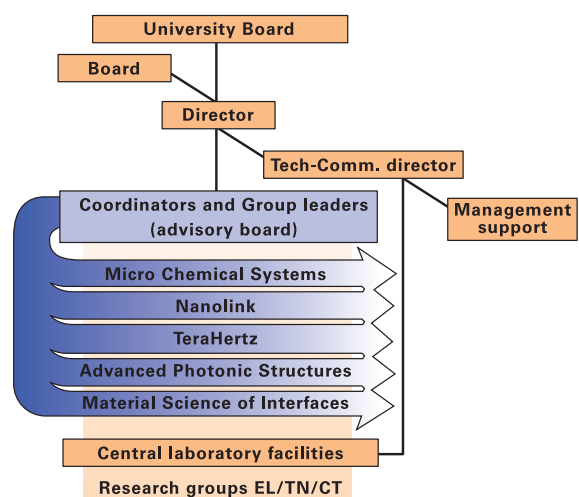 University Board
Board
Director
Tech-Comm. director
Coordinators and Group leaders
(advisory board)
Management
support
Micro Chemical Systems
Nanolink
TeraHertz
Advanced Photonic Structures
Material Science of Interfaces
Central laboratory facilities
Research groups EL/TN/CT